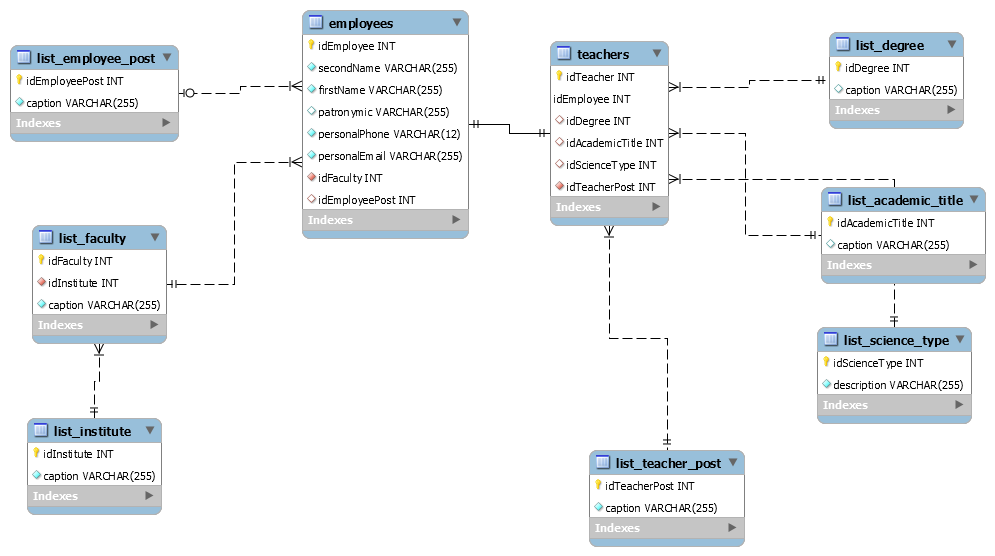 list_employee_post
idEmployeePost INT
caption VARCHAR(255)
Indexes
employees
idEmployee INT
secondName VARCHAR(255)
firstName VARCHAR(255)
patronymic VARCHAR(255)
personalPhone VARCHAR(12)
personalEmail VARCHAR(255)
idFaculty INT
idEmployeePost INT
Indexes
teachers
idTeacher INT
idEmployee INT
idDegree INT
idAcademicTitle INT
idScienceType INT
idTeacherPost INT
Indexes
list_degree
idDegree INT
caption VARCHAR(255)
Indexes
list_academic_title
idAcademicTitle INT
caption VARCHAR(255)
Indexes
list_faculty
idFaculty INT
idInstitute INT
caption VARCHAR(255)
Indexes
list_science_type
idScienceType INT
description VARCHAR(255)
Indexes
list_institute
idInstitute INT
caption VARCHAR(255)
Indexes
list_teacher_post
idTeacherPost INT
caption VARCHAR(255)
Indexes